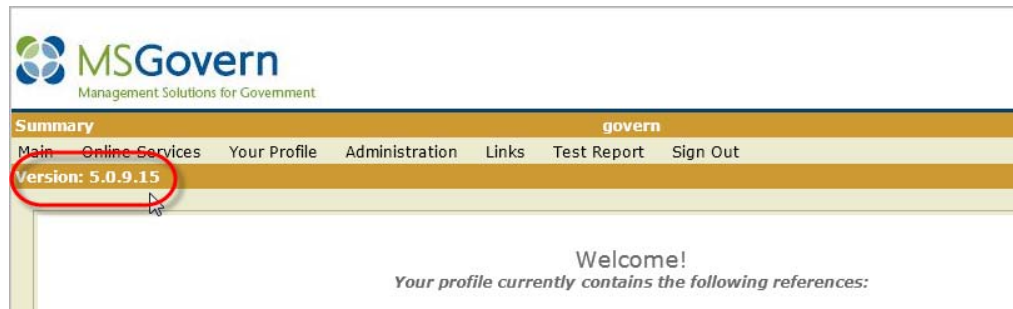 MSGovern
Management Solutions for Government
Summary govern
Main Online Services Your Profile Administration Links Test Report Sign Out
Version: 5.0.9.15
Welcome!
Your profile currently contains the following references: